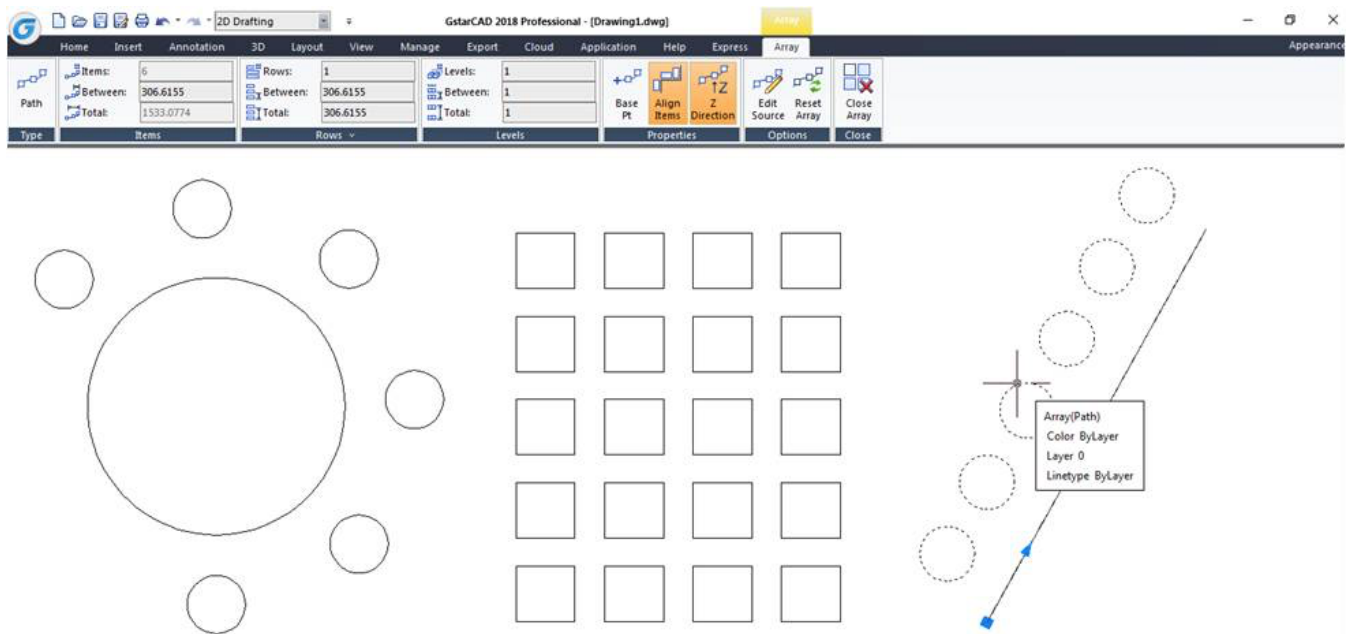 2D Drafting
GstarCAD 2018 Professional - [Drawing1.dwg]
Array
Home Insert Annotation 3D Layout View Manage Export Cloud Application Help Express Array Appearance
Items: 6 Rows: 1 Levels: 1
Between: 306.6155 Between: 306.6155 Between: 1
Total: 1533.0774 Total: 306.6155 Total: 1
Path
Base Pt
Align Items
Z Direction
Edit Source
Reset Array
Close Array
Type Items Rows Levels Properties Options Close
Array(Path)
Color ByLayer
Layer 0
Linetype ByLayer